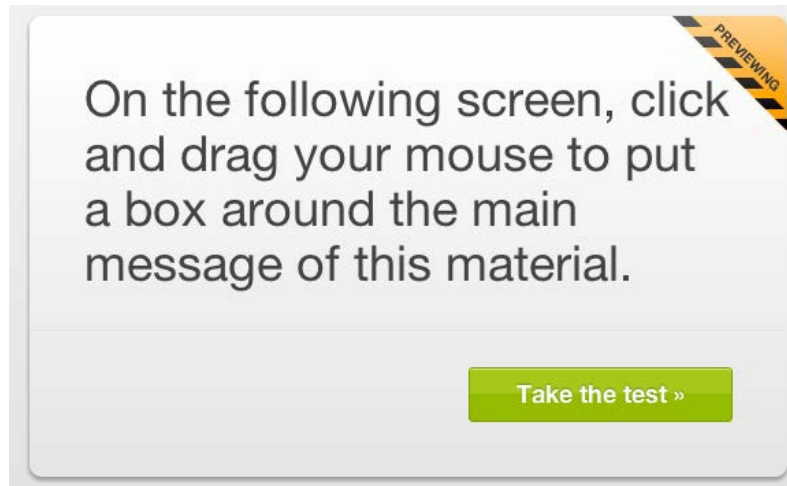 PREVIEWING
On the following screen, click
and drag your mouse to put
a box around the main
message of this material.
Take the test »